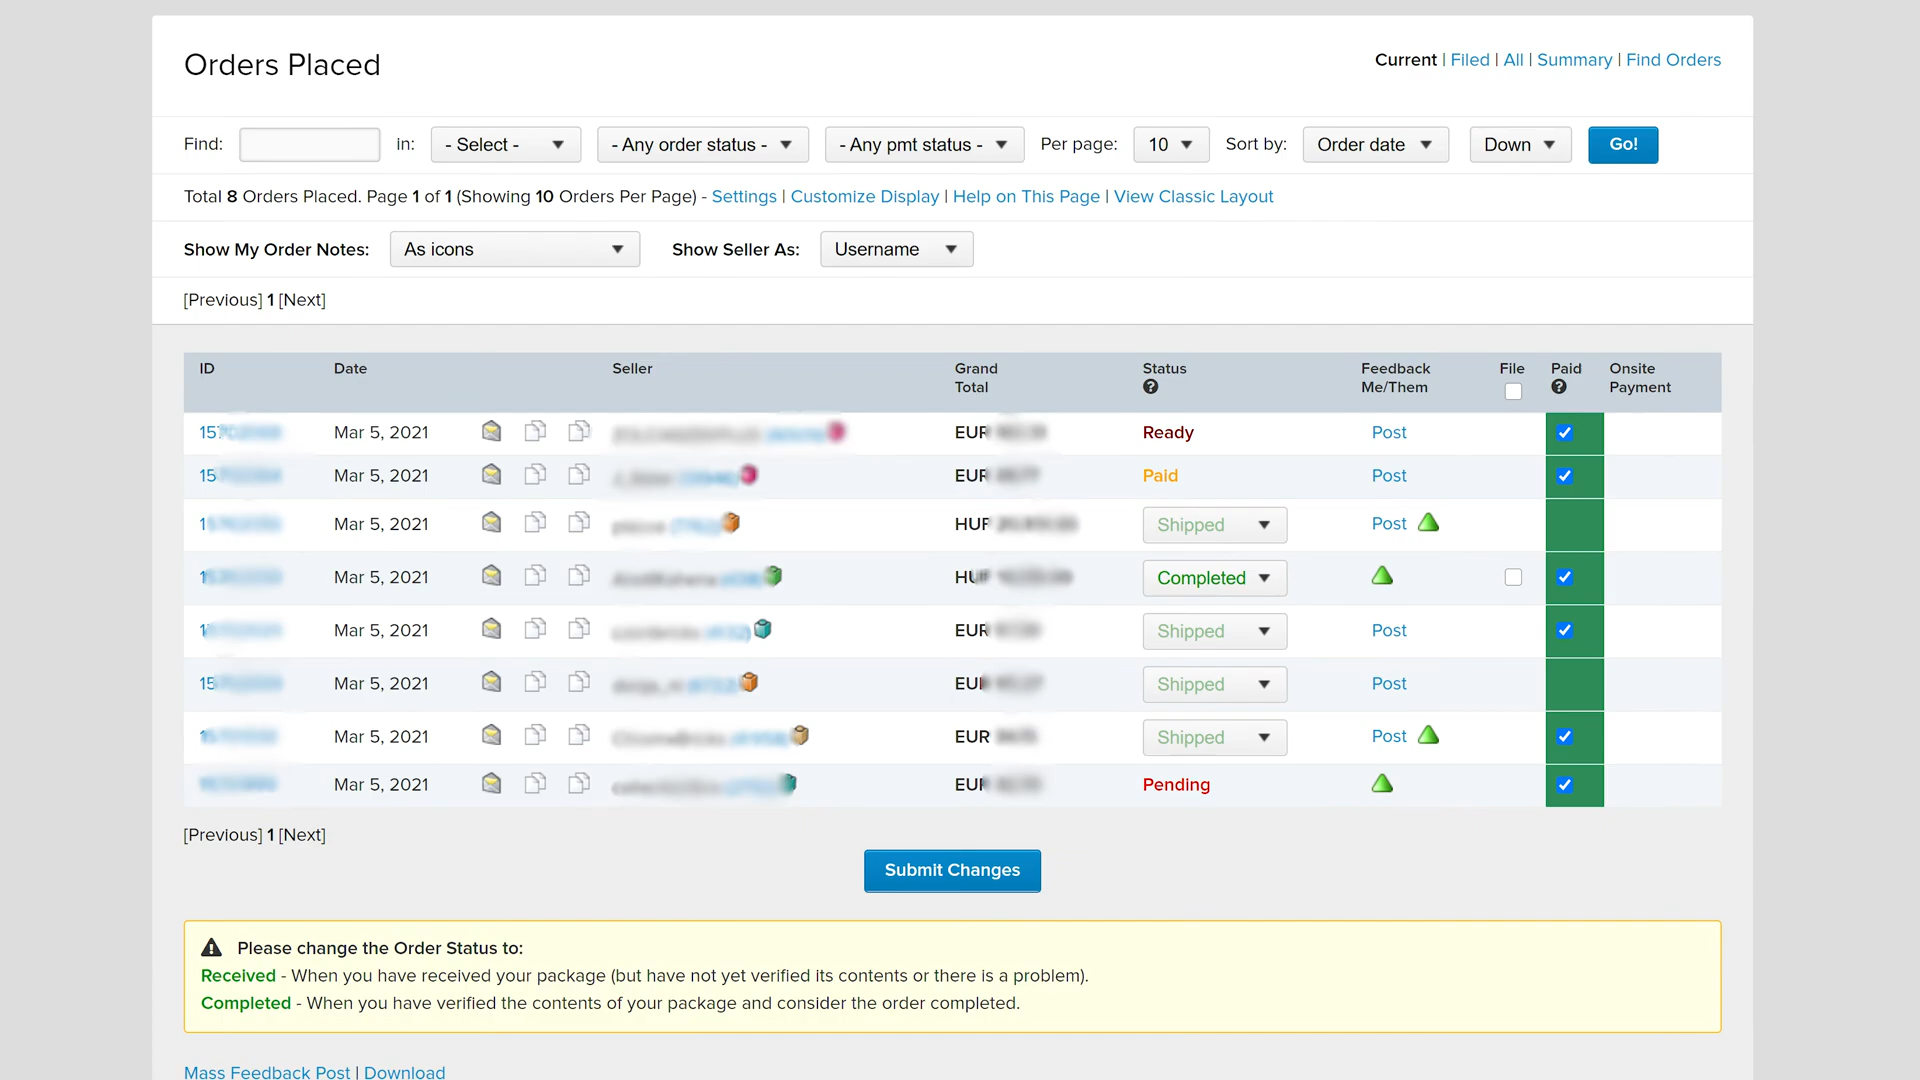 Orders Placed
Current | Filed | All | Summary | Find Orders
Find: in: - Select - - Any order status - - Any pmt status - Per page: 10 Sort by: Order date Down Go!
Total 8 Orders Placed. Page 1 of 1 (Showing 10 Orders Per Page) - Settings | Customize Display | Help on This Page | View Classic Layout
Show My Order Notes: As icons Show Seller As: Username
[Previous] 1 [Next]
ID Date Seller Grand Total Status Feedback Me/Them File Paid Onsite Payment
Mar 5, 2021 EUR Ready Post
Mar 5, 2021 EUR Paid Post
Mar 5, 2021 HUF Shipped Post
Mar 5, 2021 HUF Completed
Mar 5, 2021 EUR Shipped Post
Mar 5, 2021 EUR Shipped Post
Mar 5, 2021 EUR Shipped Post
Mar 5, 2021 EUR Pending
[Previous] 1 [Next]
Submit Changes
Please change the Order Status to:
Received - When you have received your package (but have not yet verified its contents or there is a problem).
Completed - When you have verified the contents of your package and consider the order completed.
Mass Feedback Post | Download